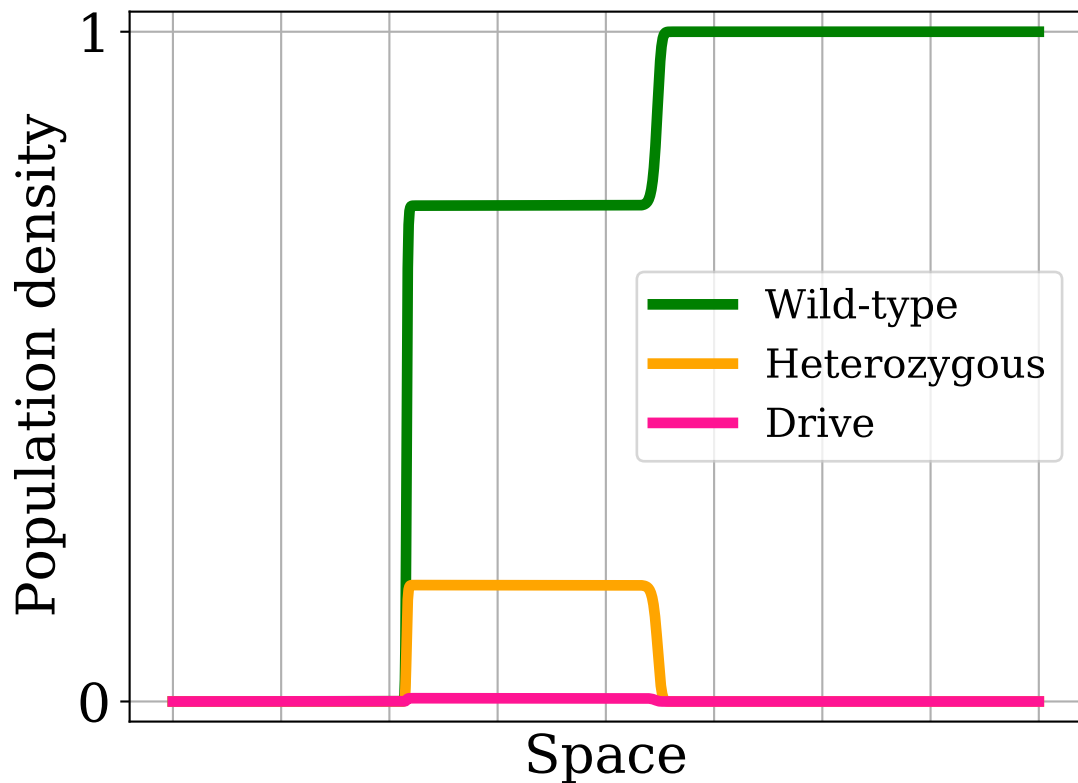 1
Population density
Wild-type
Heterozygous
Drive
0
Space